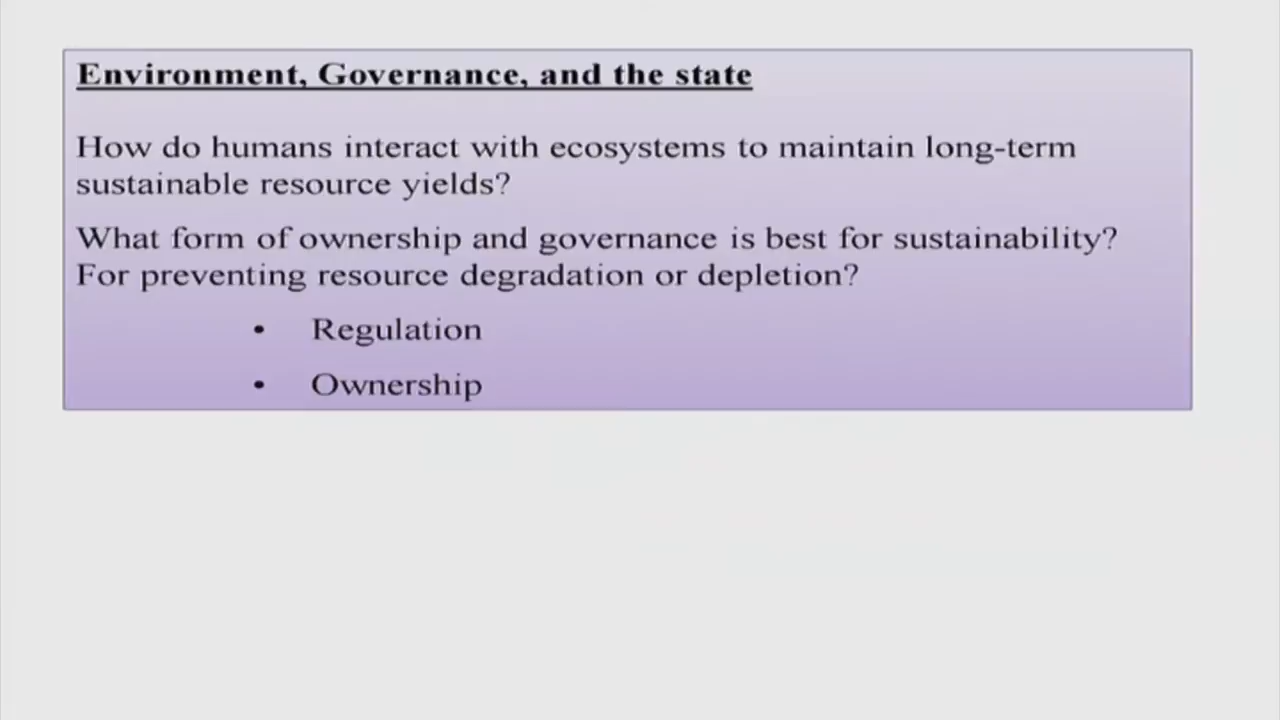 Environment, Governance, and the state
How do humans interact with ecosystems to maintain long-term
sustainable resource yields?
What form of ownership and governance is best for sustainability?
For preventing resource degradation or depletion?
• Regulation
• Ownership